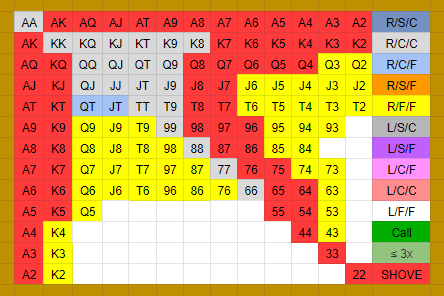 AA AK AQ AJ AT A9 A8 A7 A6 A5 A4 A3 A2 R/S/C
AK KK KQ KJ KT K9 K8 K7 K6 K5 K4 K3 K2 R/C/C
AQ KQ QQ QJ QT Q9 Q8 Q7 Q6 Q5 Q4 Q3 Q2 R/C/F
AJ KJ QJ JJ JT J9 J8 J7 J6 J5 J4 J3 J2 R/S/F
AT KT QT JT TT T9 T8 T7 T6 T5 T4 T3 T2 R/F/F
A9 K9 Q9 J9 T9 99 98 97 96 95 94 93 L/S/C
A8 K8 Q8 J8 T8 98 88 87 86 85 84 L/S/F
A7 K7 Q7 J7 T7 97 87 77 76 75 74 73 L/C/F
A6 K6 Q6 J6 T6 96 86 76 66 65 64 63 L/C/C
A5 K5 Q5 55 54 53 L/F/F
A4 K4 44 43 Call
A3 K3 33 ≤ 3x
A2 K2 22 SHOVE